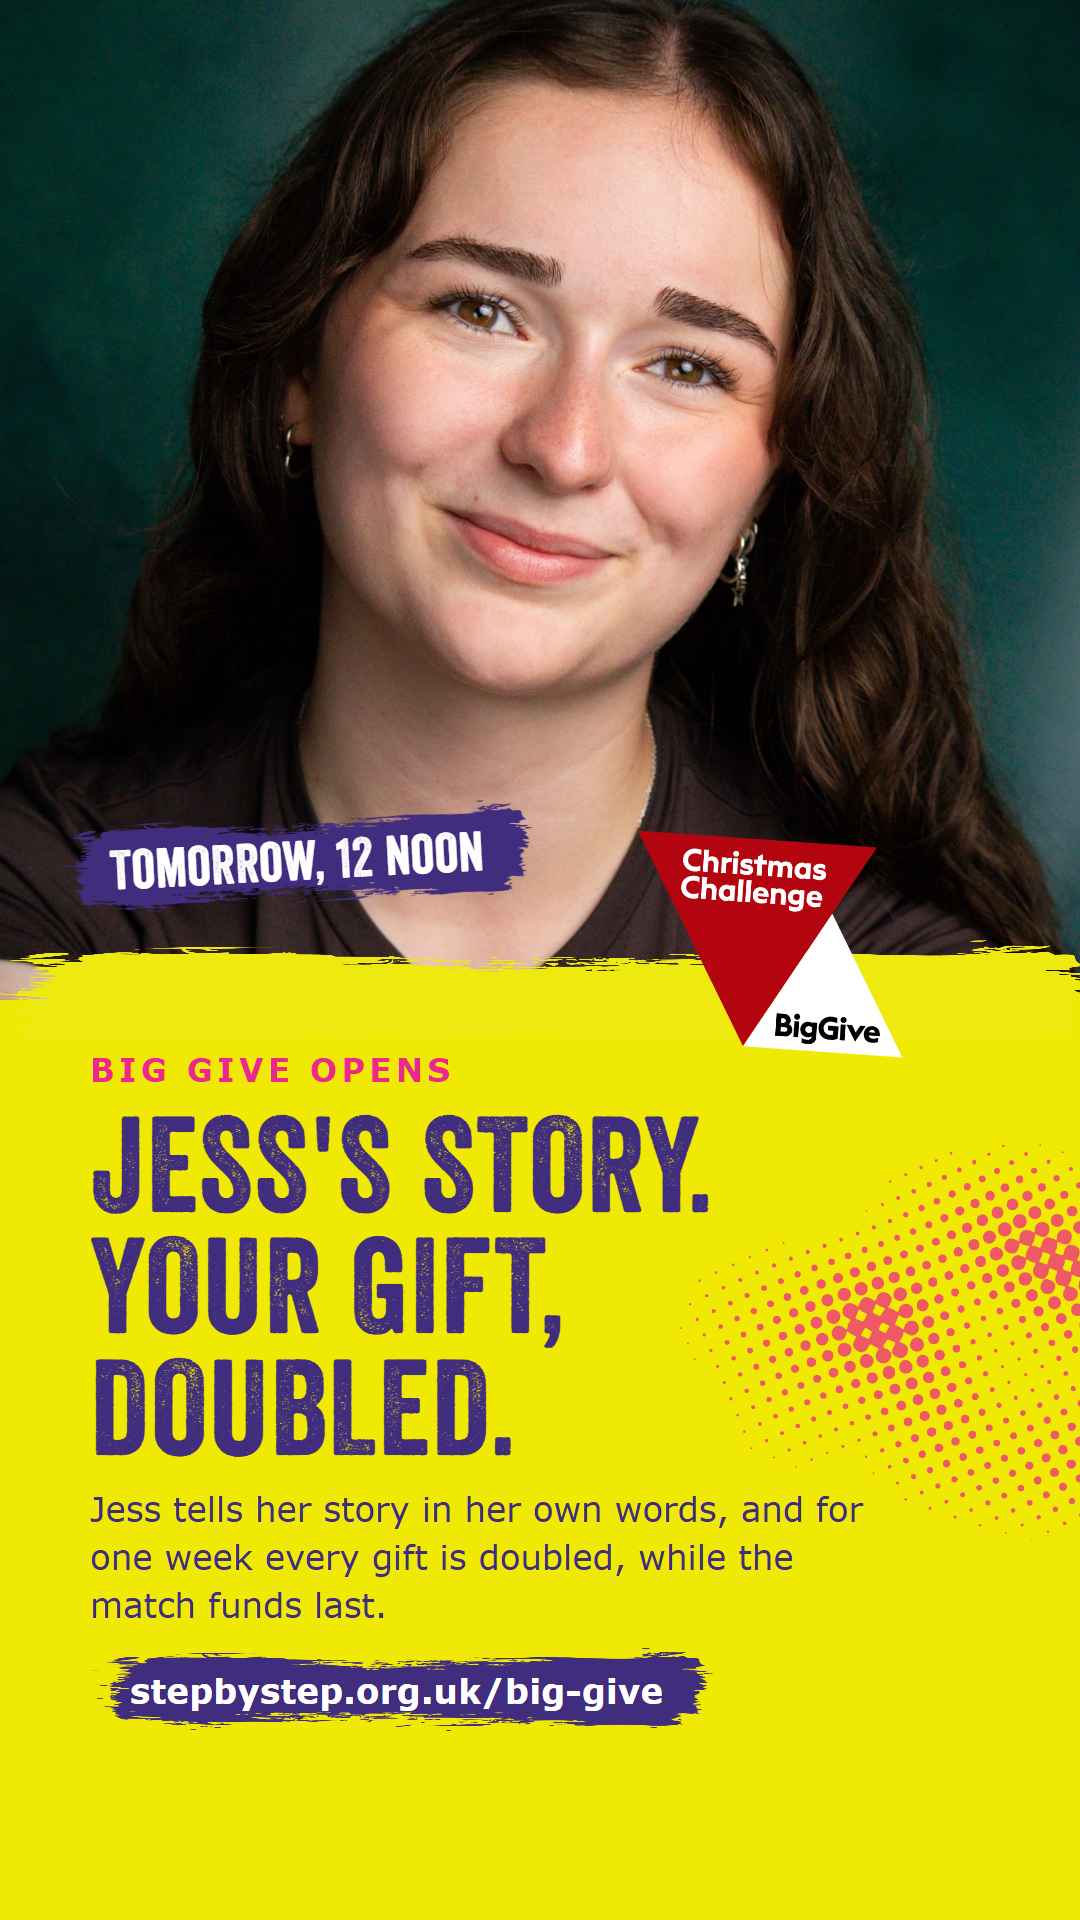 TOMORROW, 12 NOON
Christmas
Challenge
BigGive
BIG GIVE OPENS
JESS'S STORY.
YOUR GIFT,
DOUBLED.
Jess tells her story in her own words, and for
one week every gift is doubled, while the
match funds last.
stepbystep.org.uk/big-give